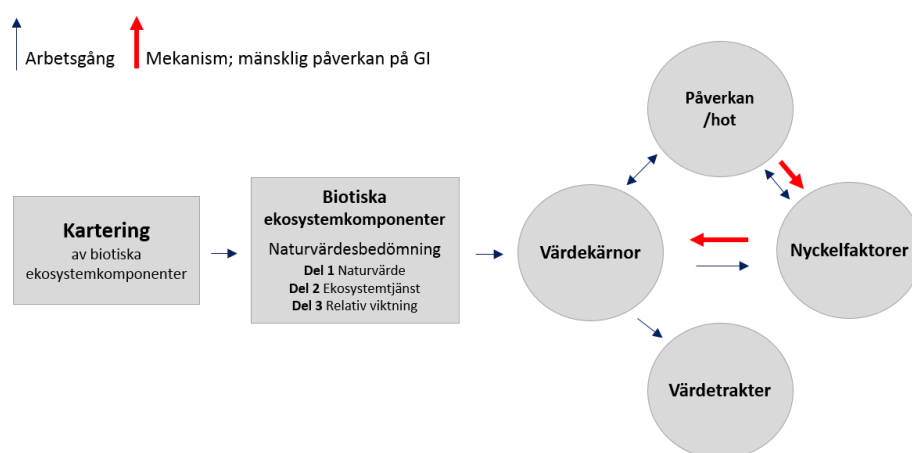 Arbetsgång
Mekanism; mänsklig påverkan på GI
Påverkan
/hot
Kartering
av biotiska
ekosystemkomponenter
Biotiska
ekosystemkomponenter
Naturvärdesbedömning
Del 1 Naturvärde
Del 2 Ekosystemtjänst
Del 3 Relativ viktning
Värdekärnor
Nyckelfaktorer
Värdetrakter